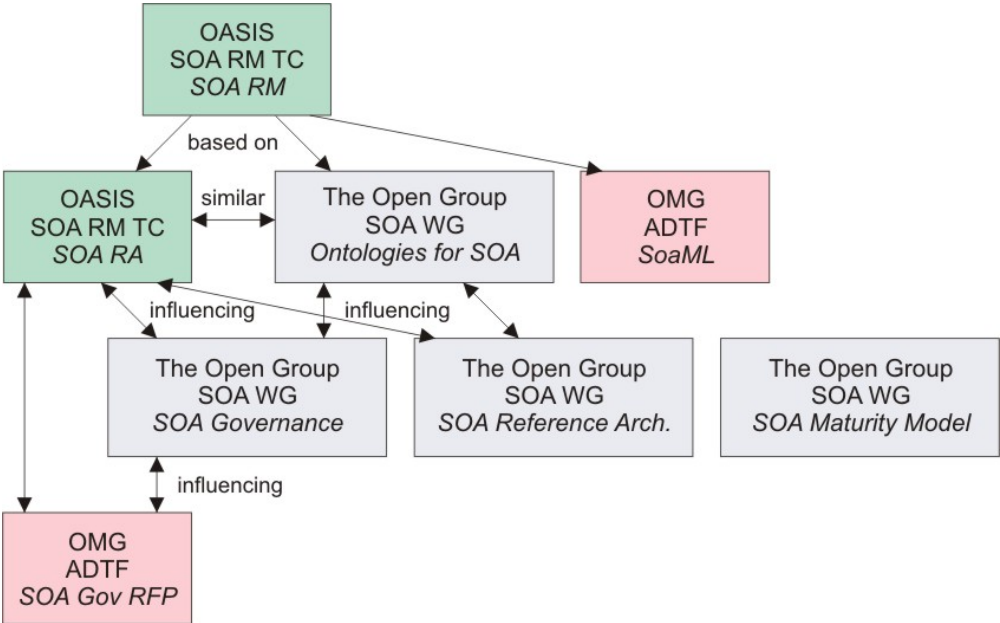 OASIS
SOA RM TC
SOA RM
based on
OASIS
SOA RM TC
SOA RA
similar
The Open Group
SOA WG
Ontologies for SOA
OMG
ADTF
SoaML
influencing
influencing
The Open Group
SOA WG
SOA Governance
The Open Group
SOA WG
SOA Reference Arch.
The Open Group
SOA WG
SOA Maturity Model
influencing
OMG
ADTF
SOA Gov RFP